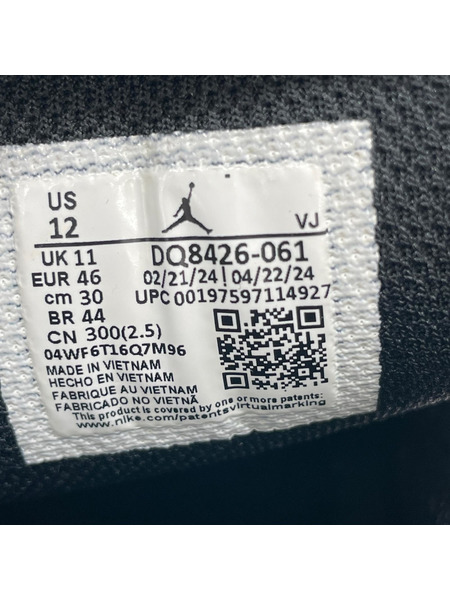 US
12
VJ
UK 11
DQ8426-061
EUR 46
02/21/24 | 04/22/24
cm 30
UPC 00197597114927
BR 44
CN 300(2.5)
04WF6T16Q7M96
MADE IN VIETNAM
HECHO EN VIETNAM
FABRIQUE AU VIETNAM
FABRICADO NO VIETNÃ
This product is covered by one or more patents:
www.nike.com/patentsvirtualmarking